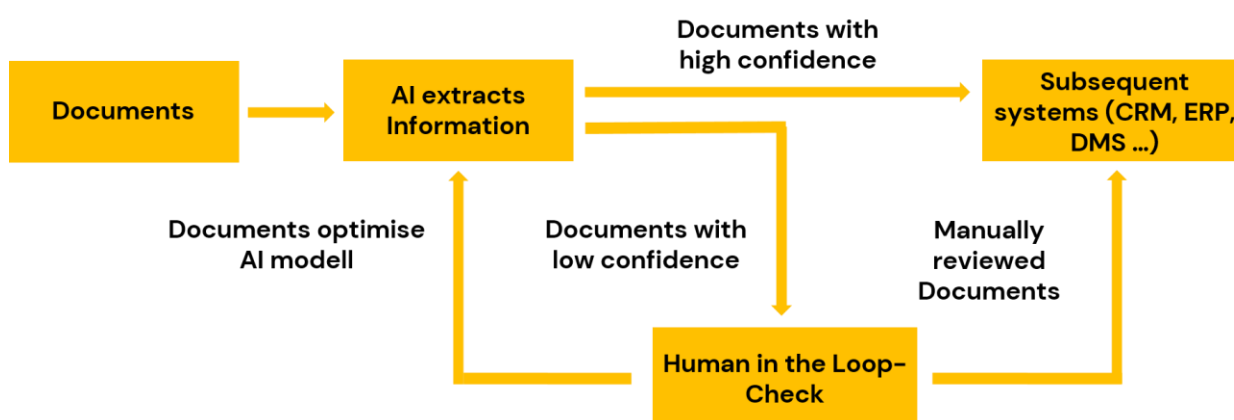 Documents with
high confidence
Documents
AI extracts
Information
Subsequent
systems (CRM, ERP,
DMS ...)
Documents optimise
AI modell
Documents with
low confidence
Manually
reviewed
Documents
Human in the Loop-
Check